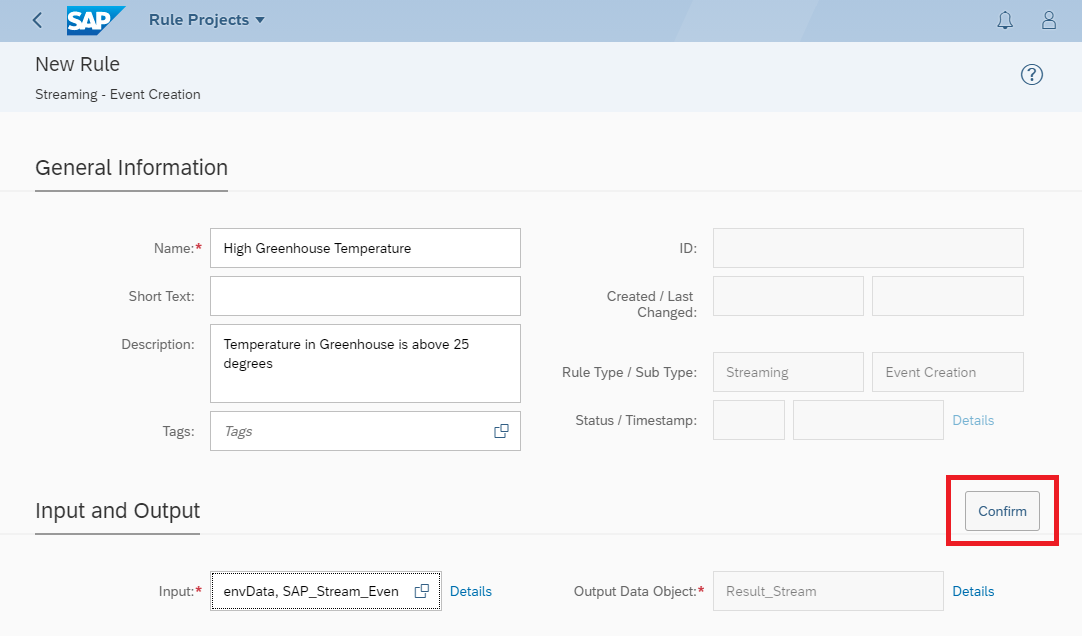 SAP Rule Projects
New Rule
?
Streaming - Event Creation
General Information
Name:* High Greenhouse Temperature
ID:
Short Text:
Created / Last
Changed:
Description: Temperature in Greenhouse is above 25
degrees
Rule Type / Sub Type: Streaming Event Creation
Status / Timestamp: Details
Tags: Tags
Input and Output
Confirm
Input:* envData, SAP_Stream_Even Details
Output Data Object:* Result_Stream Details